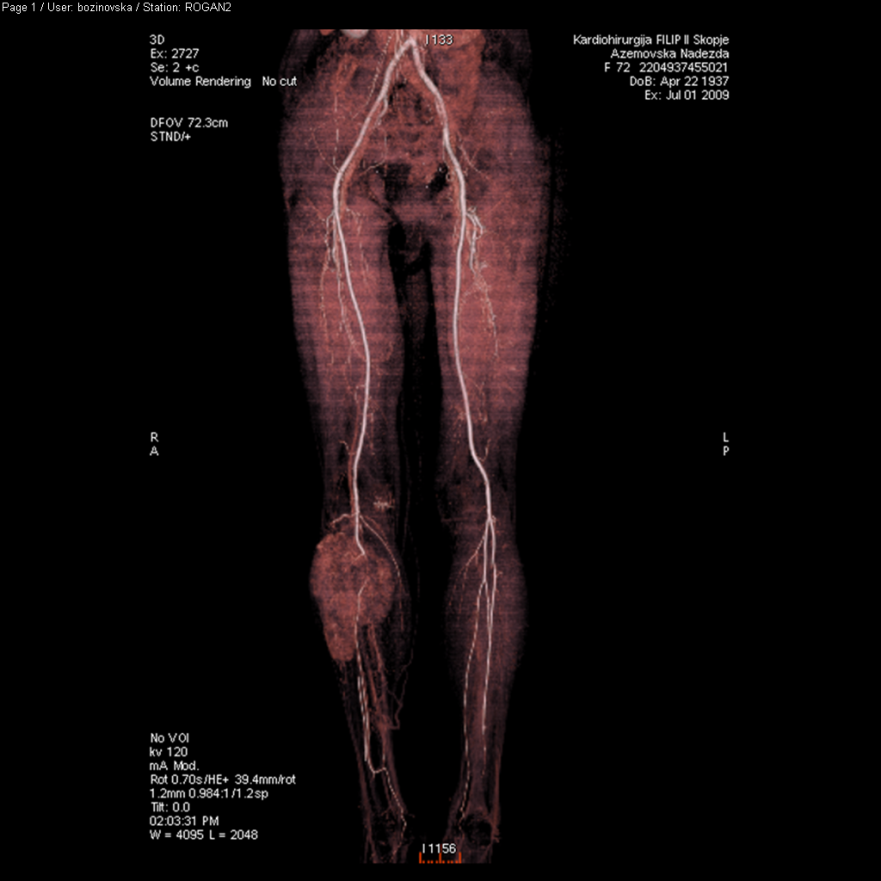 Page 1 / User: bozinovska / Station: ROGAN2
3D
Ex: 2727
Se: 2 +c
Volume Rendering No cut
DFOV 72.3cm
STND/+
I 133
Kardiohirurgija FILIP II Skopje
Azemovska Nadezda
F 72 2204937455021
DoB: Apr 22 1937
Ex: Jul 01 2009
R
A
L
P
No VOI
kv 120
mA Mod.
Rot 0.70s/HE+ 39.4mm/rot
1.2mm 0.984:1/1.2sp
Tilt: 0.0
02:03:31 PM
W = 4095 L = 2048
I 1156